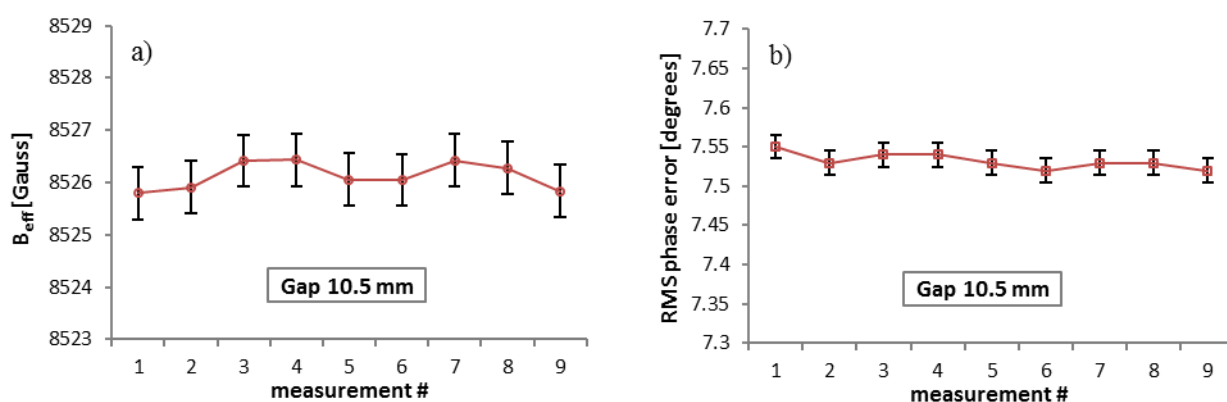 a)
8529
8528
8527
8526
8525
8524
8523
B_eff [Gauss]
Gap 10.5 mm
1 2 3 4 5 6 7 8 9
measurement #
b)
7.7
7.65
7.6
7.55
7.5
7.45
7.4
7.35
7.3
RMS phase error [degrees]
Gap 10.5 mm
1 2 3 4 5 6 7 8 9
measurement #